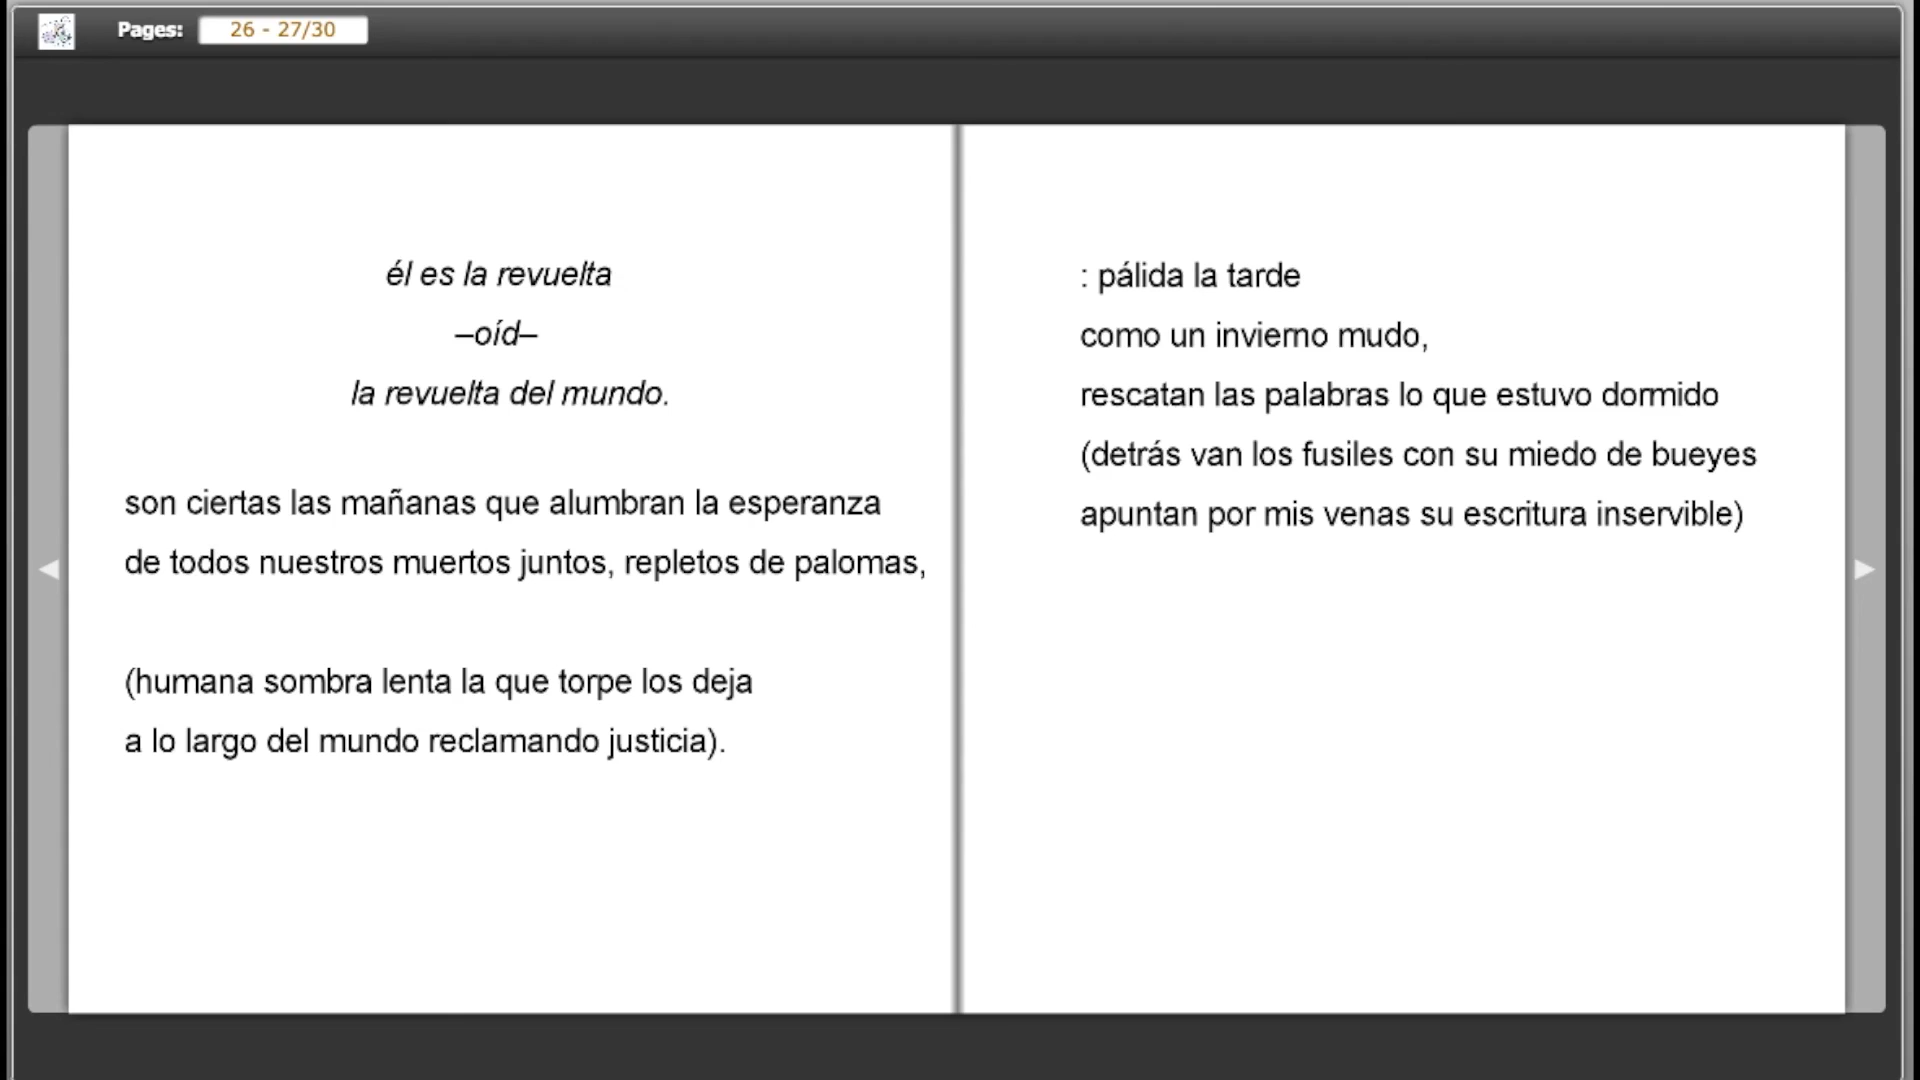 Pages: 26 - 27/30
él es la revuelta
–oíd–
la revuelta del mundo.
son ciertas las mañanas que alumbran la esperanza
de todos nuestros muertos juntos, repletos de palomas,
(humana sombra lenta la que torpe los deja
a lo largo del mundo reclamando justicia).
: pálida la tarde
como un invierno mudo,
rescatan las palabras lo que estuvo dormido
(detrás van los fusiles con su miedo de bueyes
apuntan por mis venas su escritura inservible)